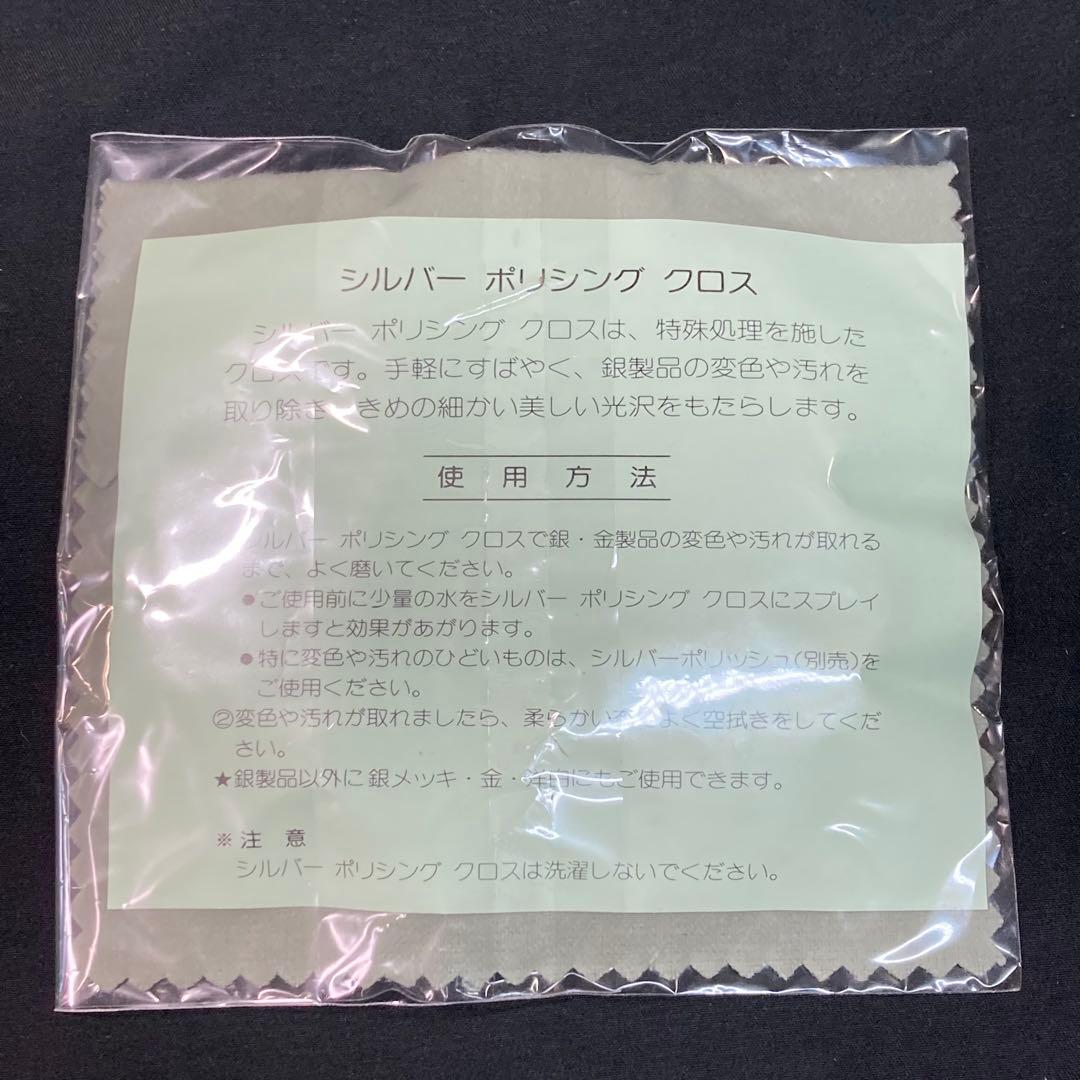 シルバー ポリシング クロス
シルバー ポリシング クロスは、特殊処理を施した
クロスです。手軽にすばやく、銀製品の変色や汚れを
取り除き きめの細かい美しい光沢をもたらします。
使用方法
ルバー ポリシング クロスで銀・金製品の変色や汚れが取れる
まで、よく磨いてください。
●ご使用前に少量の水をシルバー ポリシング クロスにスプレイ
しますと効果があがります。
●特に変色や汚れのひどいものは、シルバーポリッシュ(別売)を
ご使用ください。
②変色や汚れが取れましたら、柔らかい よく空拭きをしてくだ
さい。
★銀製品以外に銀メッキ・金・洋白にもご使用できます。
※注意
シルバー ポリシング クロスは洗濯しないでください。